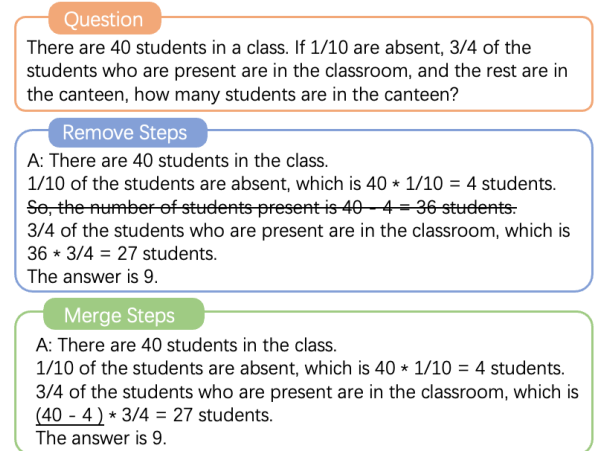 Question
There are 40 students in a class. If 1/10 are absent, 3/4 of the
students who are present are in the classroom, and the rest are in
the canteen, how many students are in the canteen?
Remove Steps
A: There are 40 students in the class.
1/10 of the students are absent, which is 40 * 1/10 = 4 students.
So, the number of students present is 40 - 4 = 36 students.
3/4 of the students who are present are in the classroom, which is
36 * 3/4 = 27 students.
The answer is 9.
Merge Steps
A: There are 40 students in the class.
1/10 of the students are absent, which is 40 * 1/10 = 4 students.
3/4 of the students who are present are in the classroom, which is
(40 - 4 ) * 3/4 = 27 students.
The answer is 9.